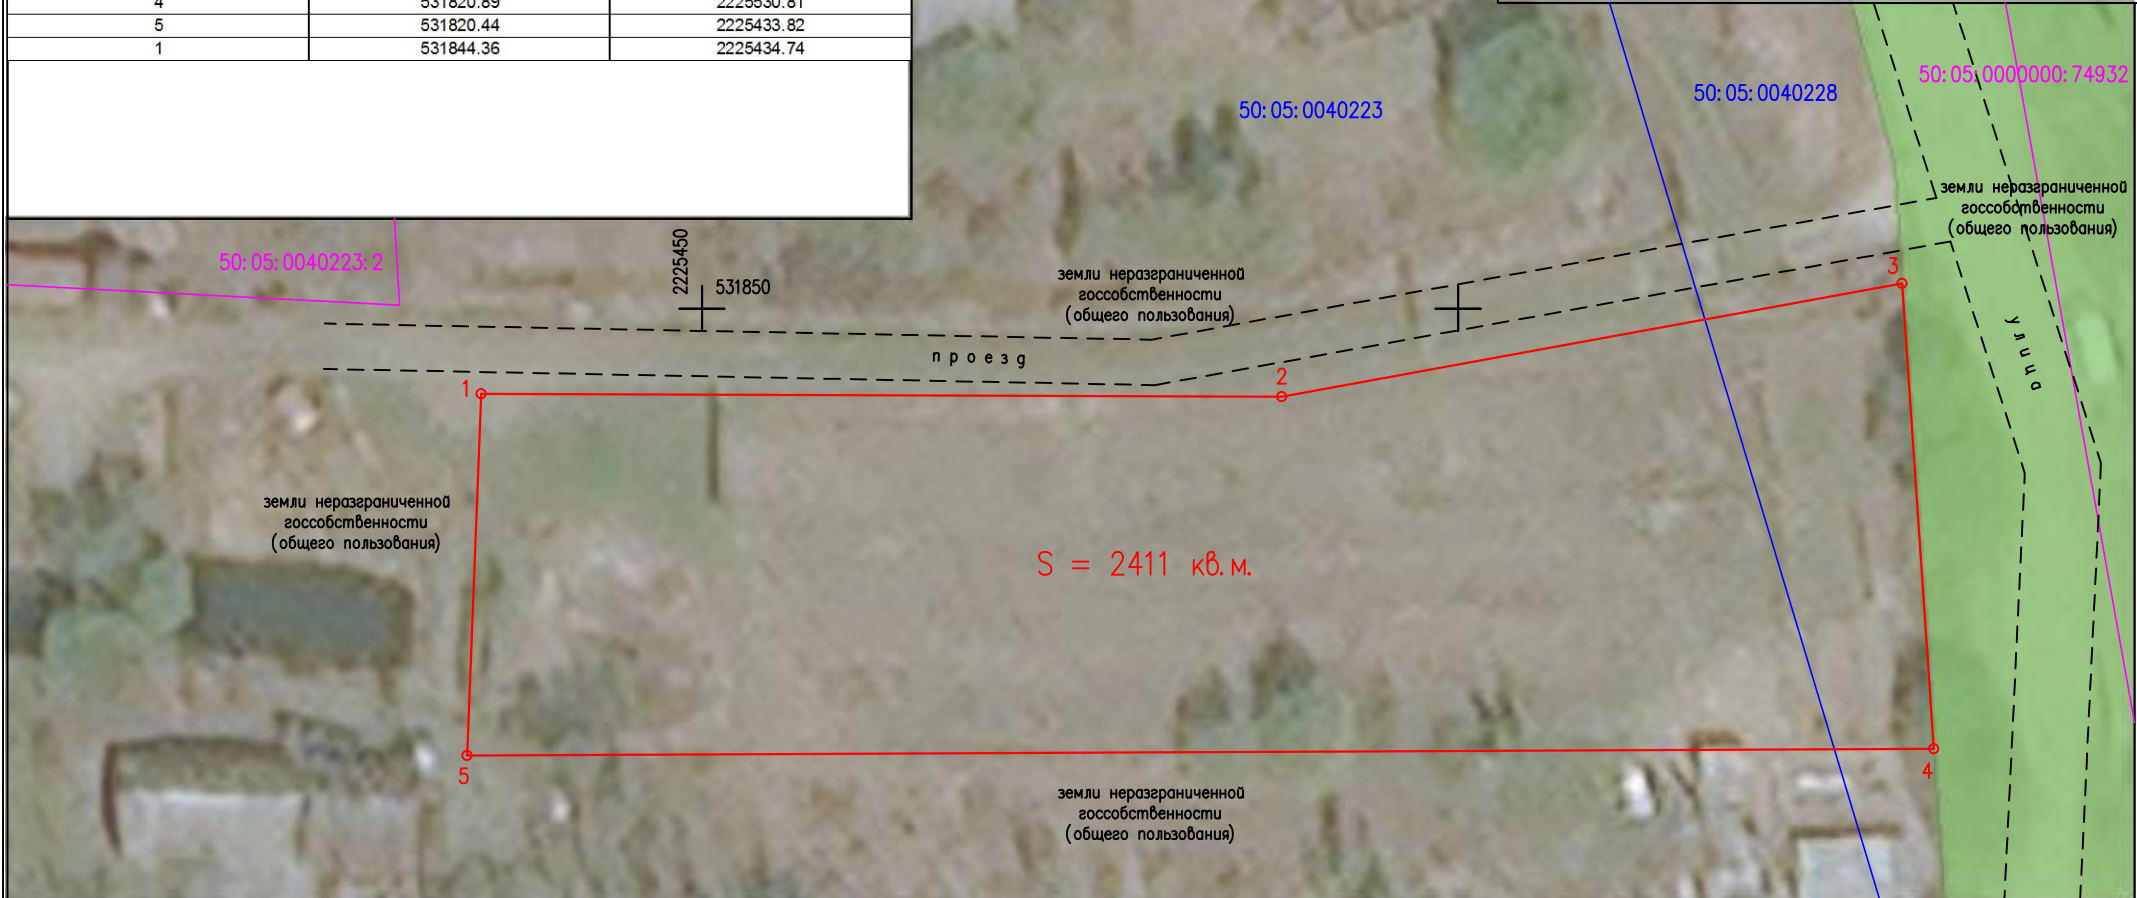 4 531820.89 2225530.81
5 531820.44 2225433.82
1 531844.36 2225434.74
50:05:0000000:74932
50:05:0040228
50:05:0040223
земли неразграниченной
госсобственности
(общего пользования)
50:05:0040223:2
2225450
531850
земли неразграниченной
госсобственности
(общего пользования)
3
улица
проезд
1
2
земли неразграниченной
госсобственности
(общего пользования)
S = 2411 кв.м.
5
4
земли неразграниченной
госсобственности
(общего пользования)